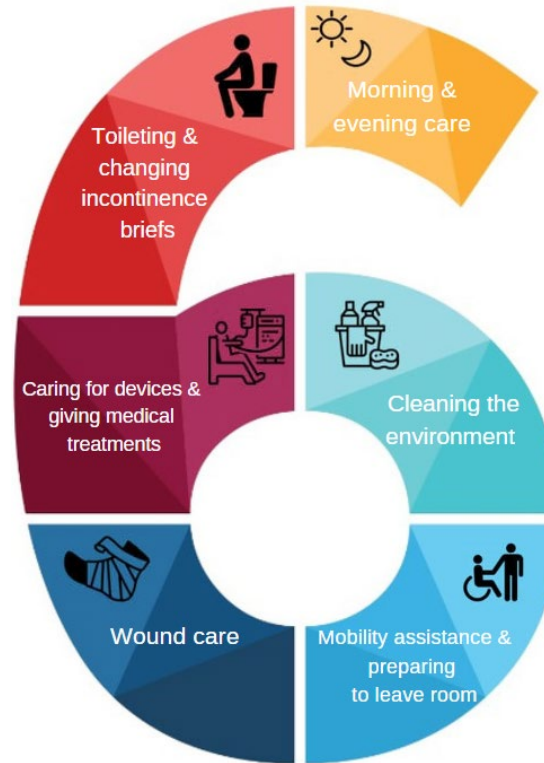 Morning &
evening care
Toileting &
changing
incontinence
briefs
Caring for devices &
giving medical
treatments
Cleaning the
environment
Wound care
Mobility assistance &
preparing
to leave room